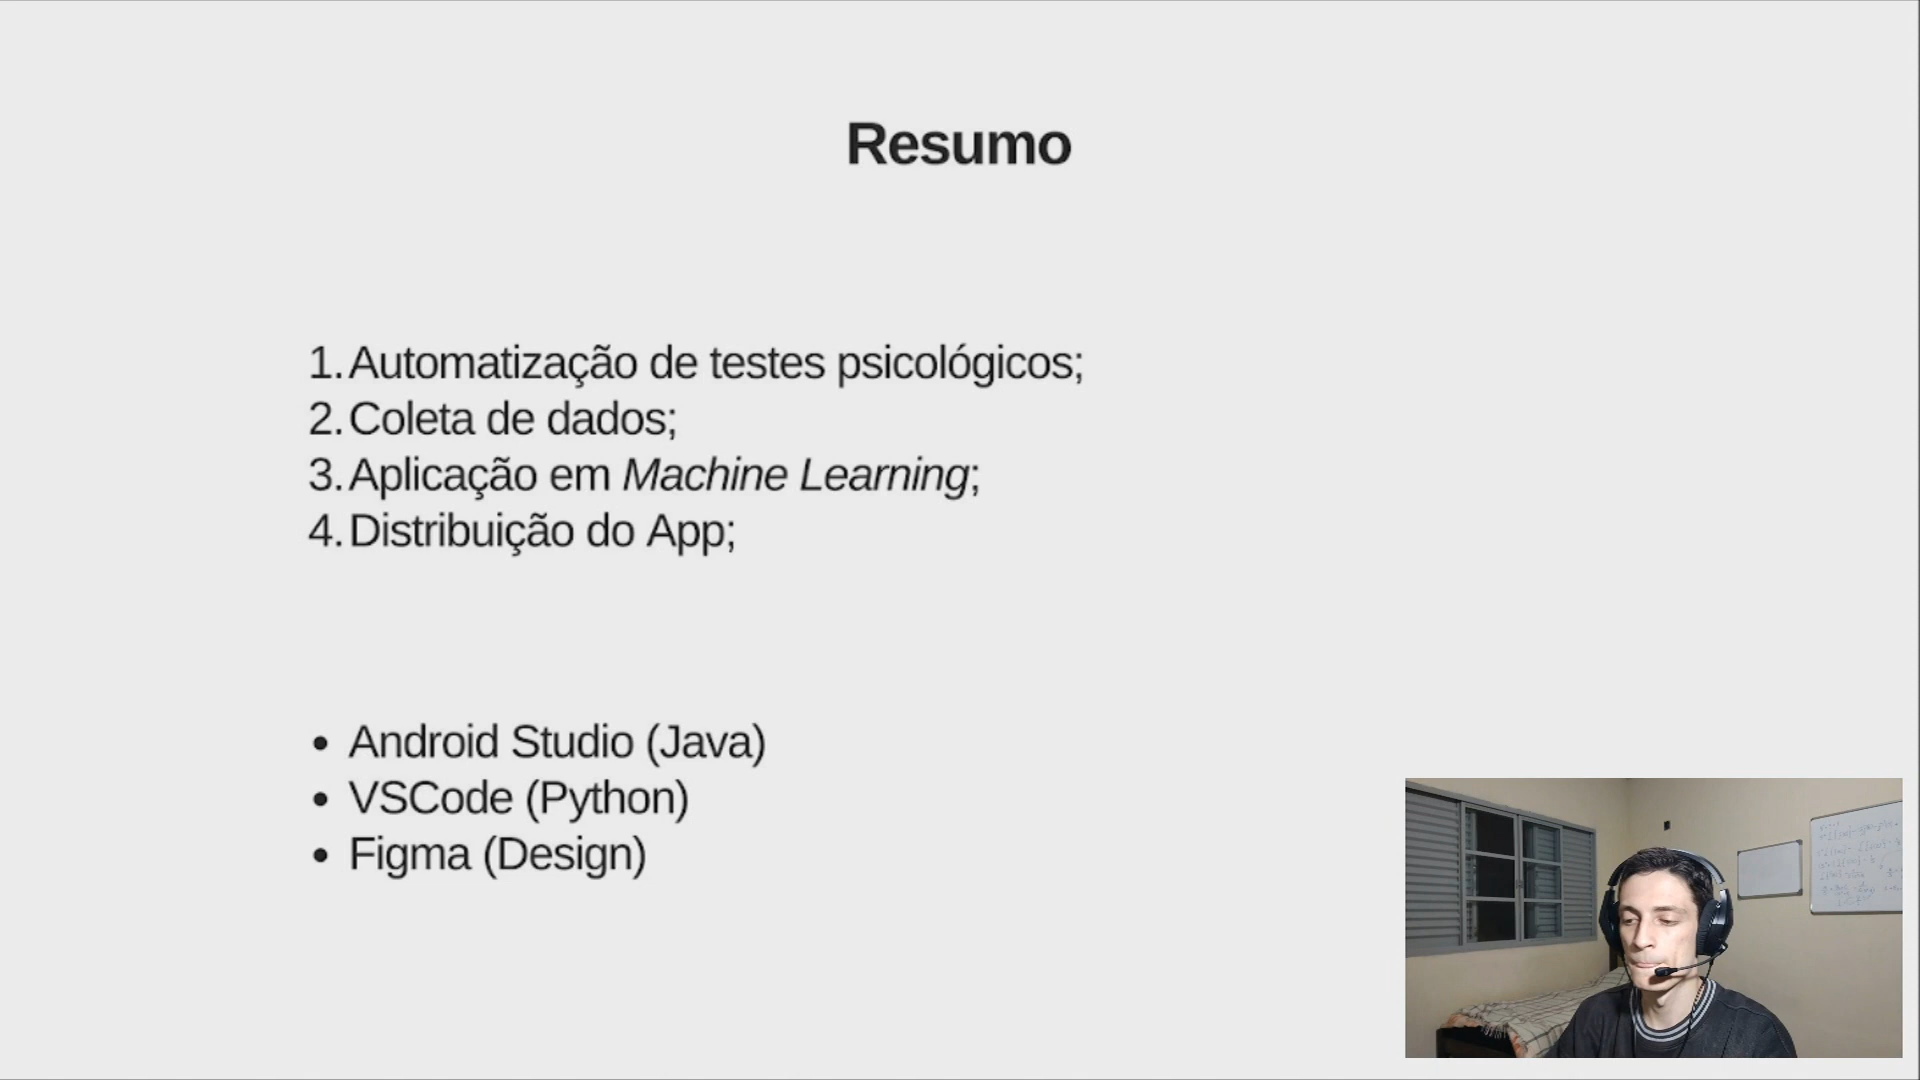 Resumo
1. Automatização de testes psicológicos;
2. Coleta de dados;
3. Aplicação em Machine Learning;
4. Distribuição do App;
• Android Studio (Java)
• VSCode (Python)
• Figma (Design)